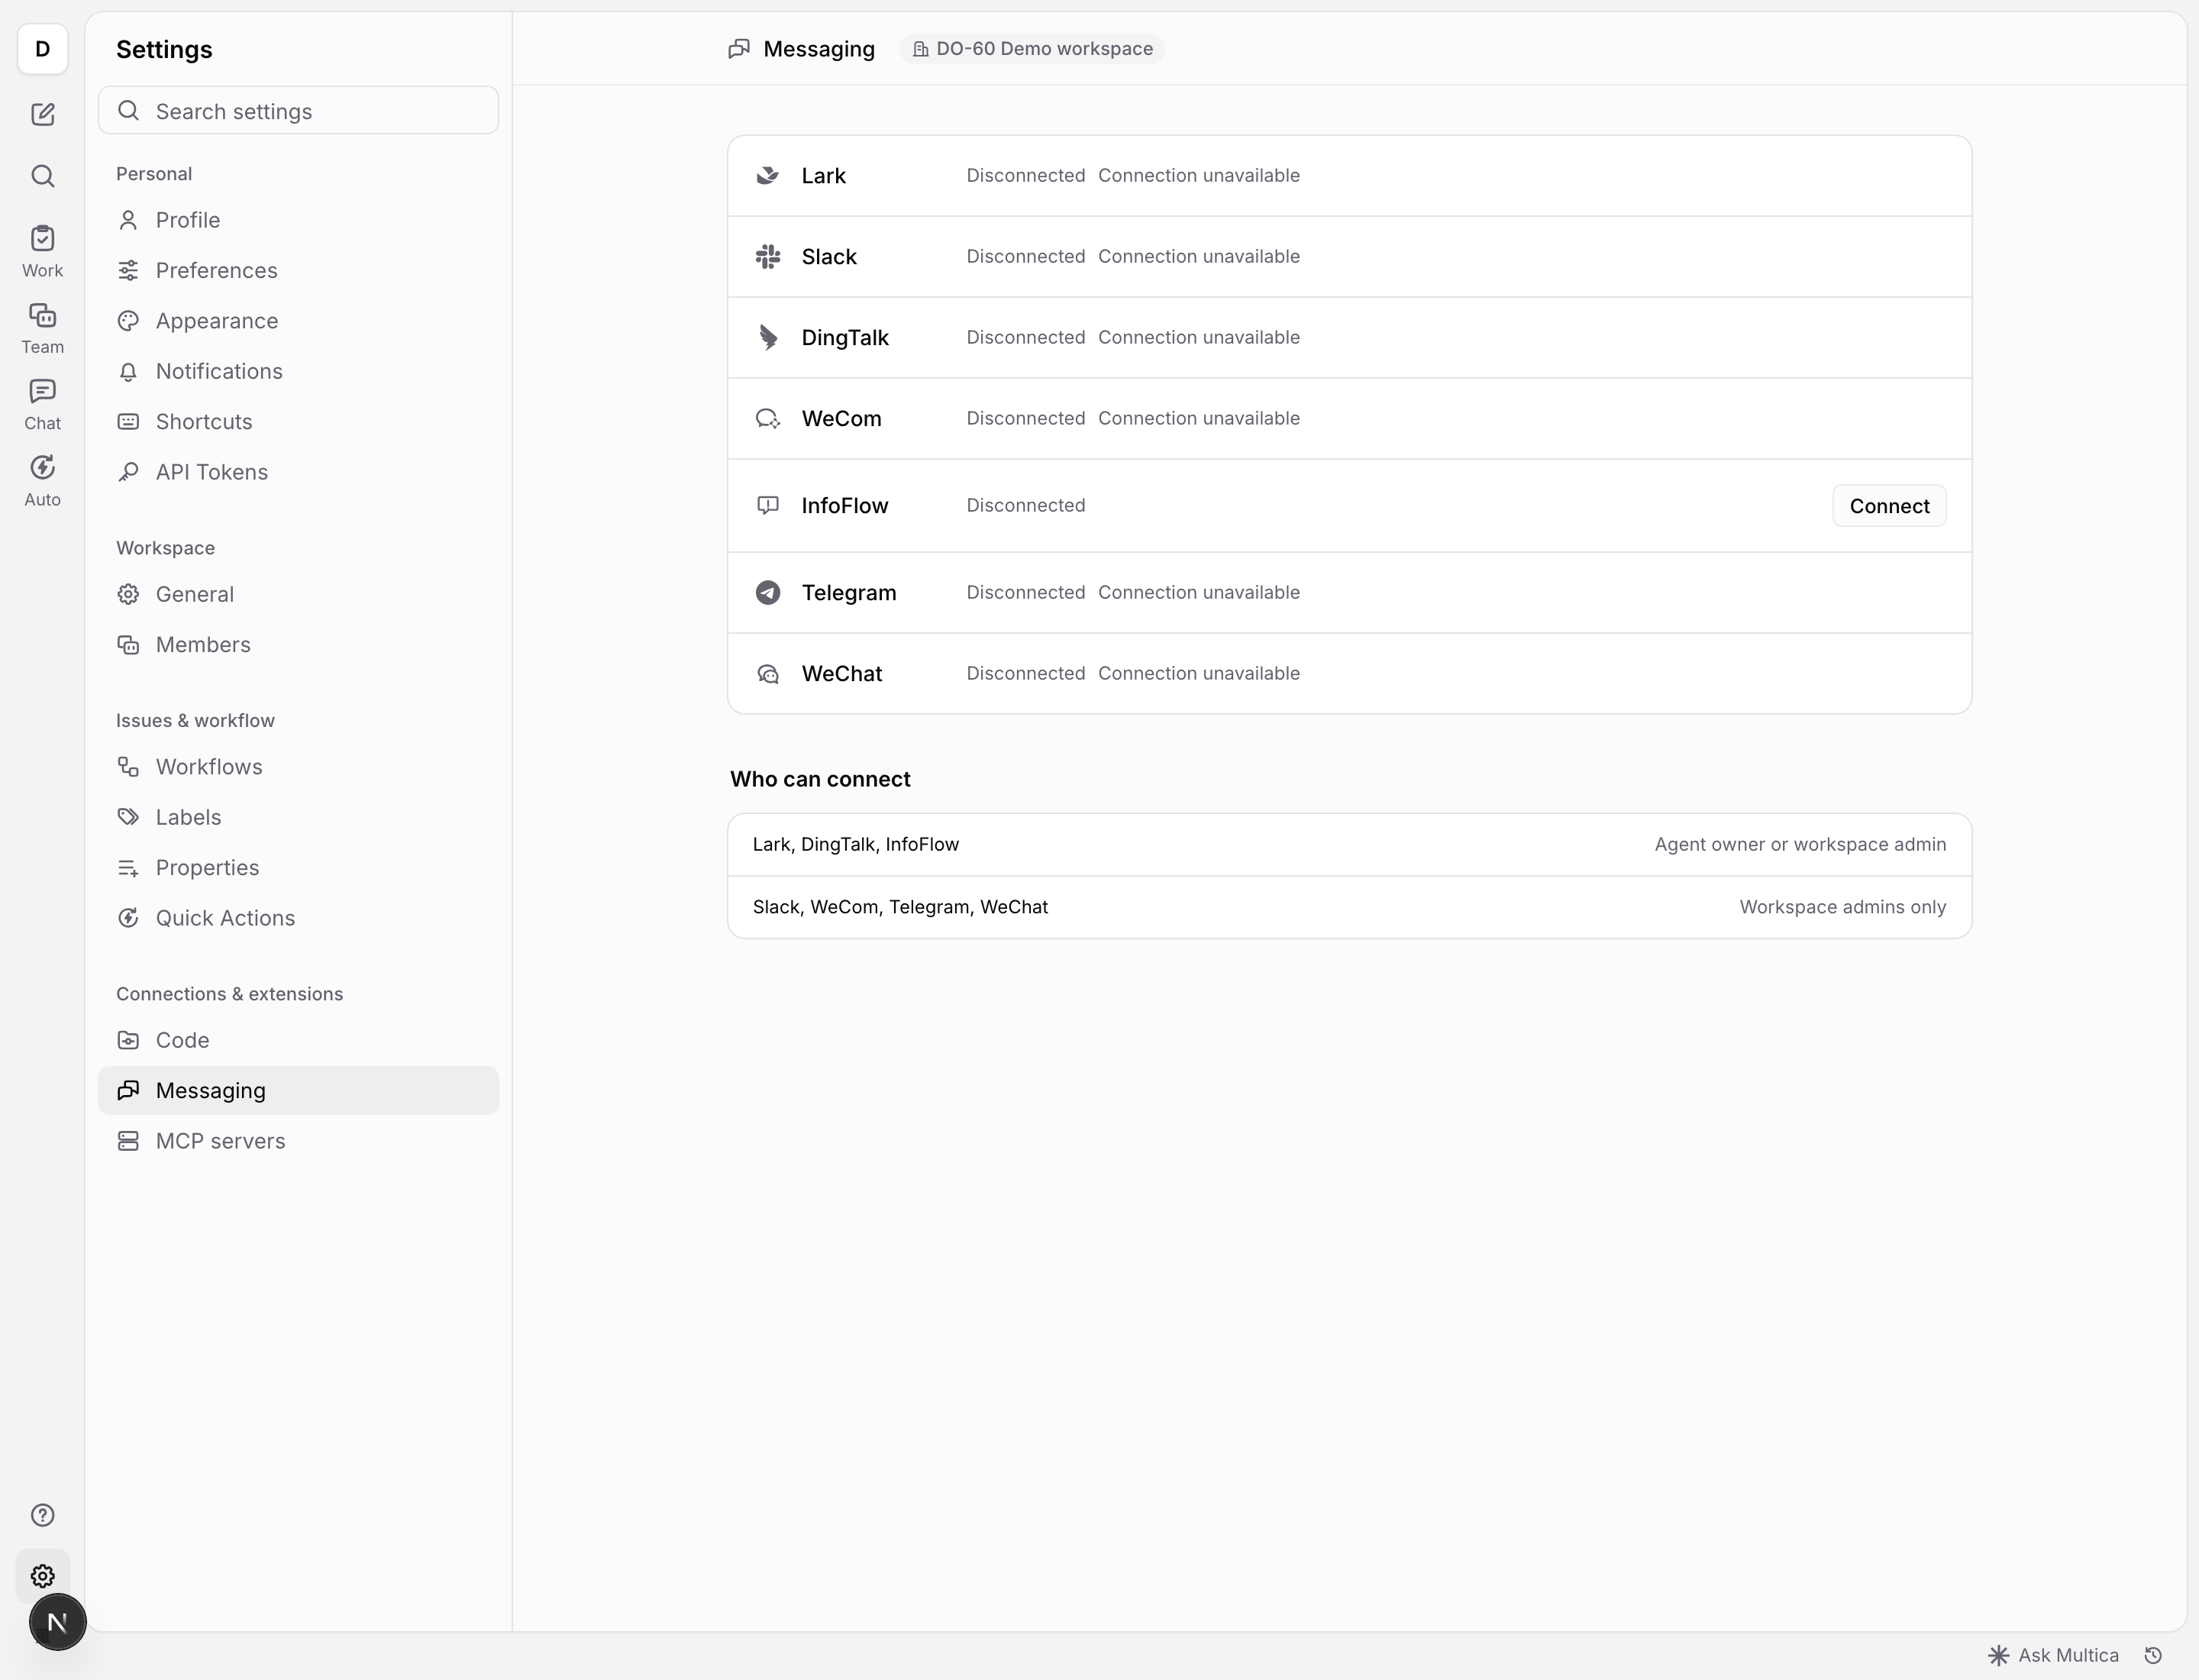 D
Settings
Search settings
Personal
Profile
Preferences
Appearance
Notifications
Shortcuts
API Tokens
Workspace
General
Members
Issues & workflow
Workflows
Labels
Properties
Quick Actions
Connections & extensions
Code
Messaging
MCP servers
Work
Team
Chat
Auto
N
Messaging DO-60 Demo workspace
Lark Disconnected Connection unavailable
Slack Disconnected Connection unavailable
DingTalk Disconnected Connection unavailable
WeCom Disconnected Connection unavailable
InfoFlow Disconnected Connect
Telegram Disconnected Connection unavailable
WeChat Disconnected Connection unavailable
Who can connect
Lark, DingTalk, InfoFlow Agent owner or workspace admin
Slack, WeCom, Telegram, WeChat Workspace admins only
Ask Multica